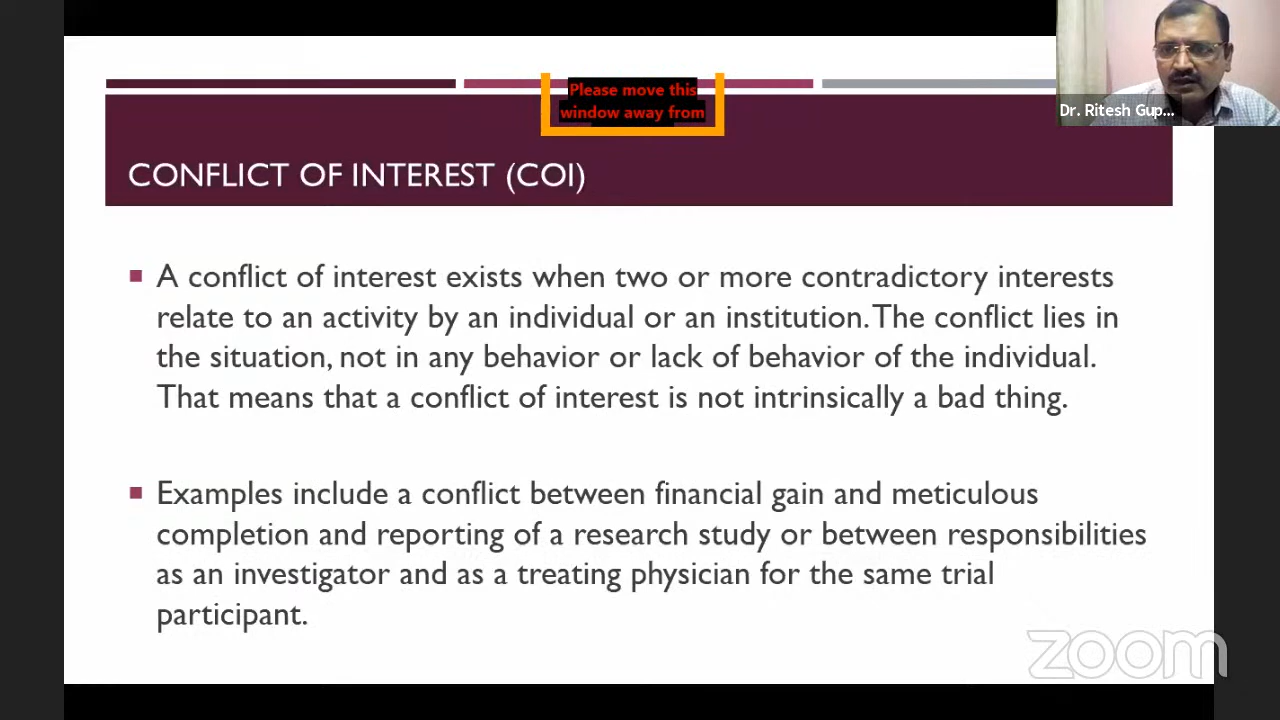 Please move this
window away from
Dr. Ritesh Gup...
CONFLICT OF INTEREST (COI)
A conflict of interest exists when two or more contradictory interests
relate to an activity by an individual or an institution. The conflict lies in
the situation, not in any behavior or lack of behavior of the individual.
That means that a conflict of interest is not intrinsically a bad thing.
Examples include a conflict between financial gain and meticulous
completion and reporting of a research study or between responsibilities
as an investigator and as a treating physician for the same trial
participant.
zoom